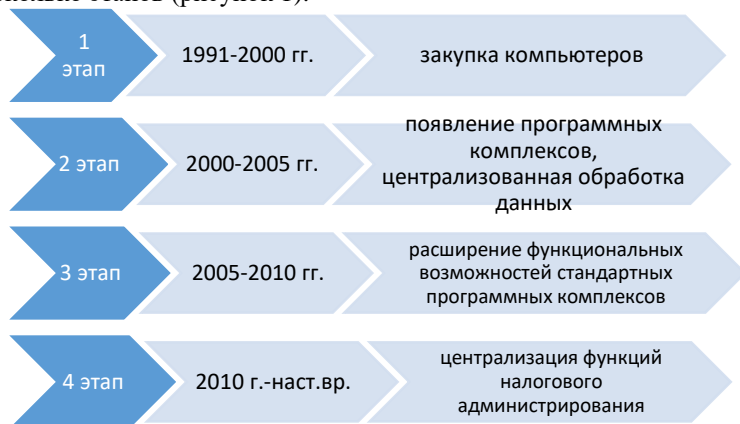 1
этап
1991-2000 гг.
закупка компьютеров
2 этап
2000-2005 гг.
появление программных
комплексов,
централизованная обработка
данных
3 этап
2005-2010 гг.
расширение функциональных
возможностей стандартных
программных комплексов
4 этап
2010 г.-наст.вр.
централизация функций
налогового
администрирования